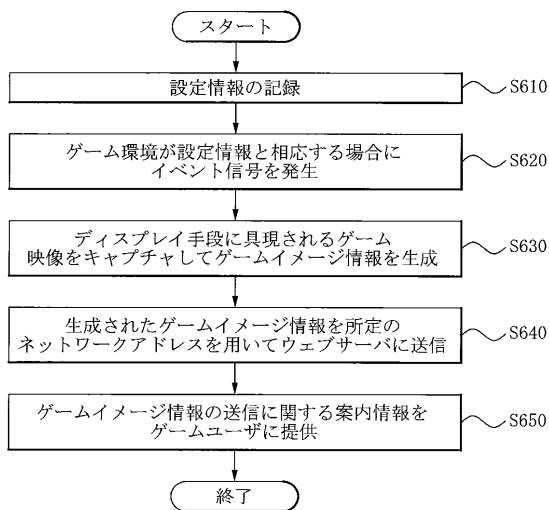 スタート
設定情報の記録
S610
ゲーム環境が設定情報と相応する場合に
イベント信号を発生
S620
ディスプレイ手段に具現されるゲーム
映像をキャプチャしてゲームイメージ情報を生成
S630
生成されたゲームイメージ情報を所定の
ネットワークアドレスを用いてウェブサーバに送信
S640
ゲームイメージ情報の送信に関する案内情報を
ゲームユーザに提供
S650
終了